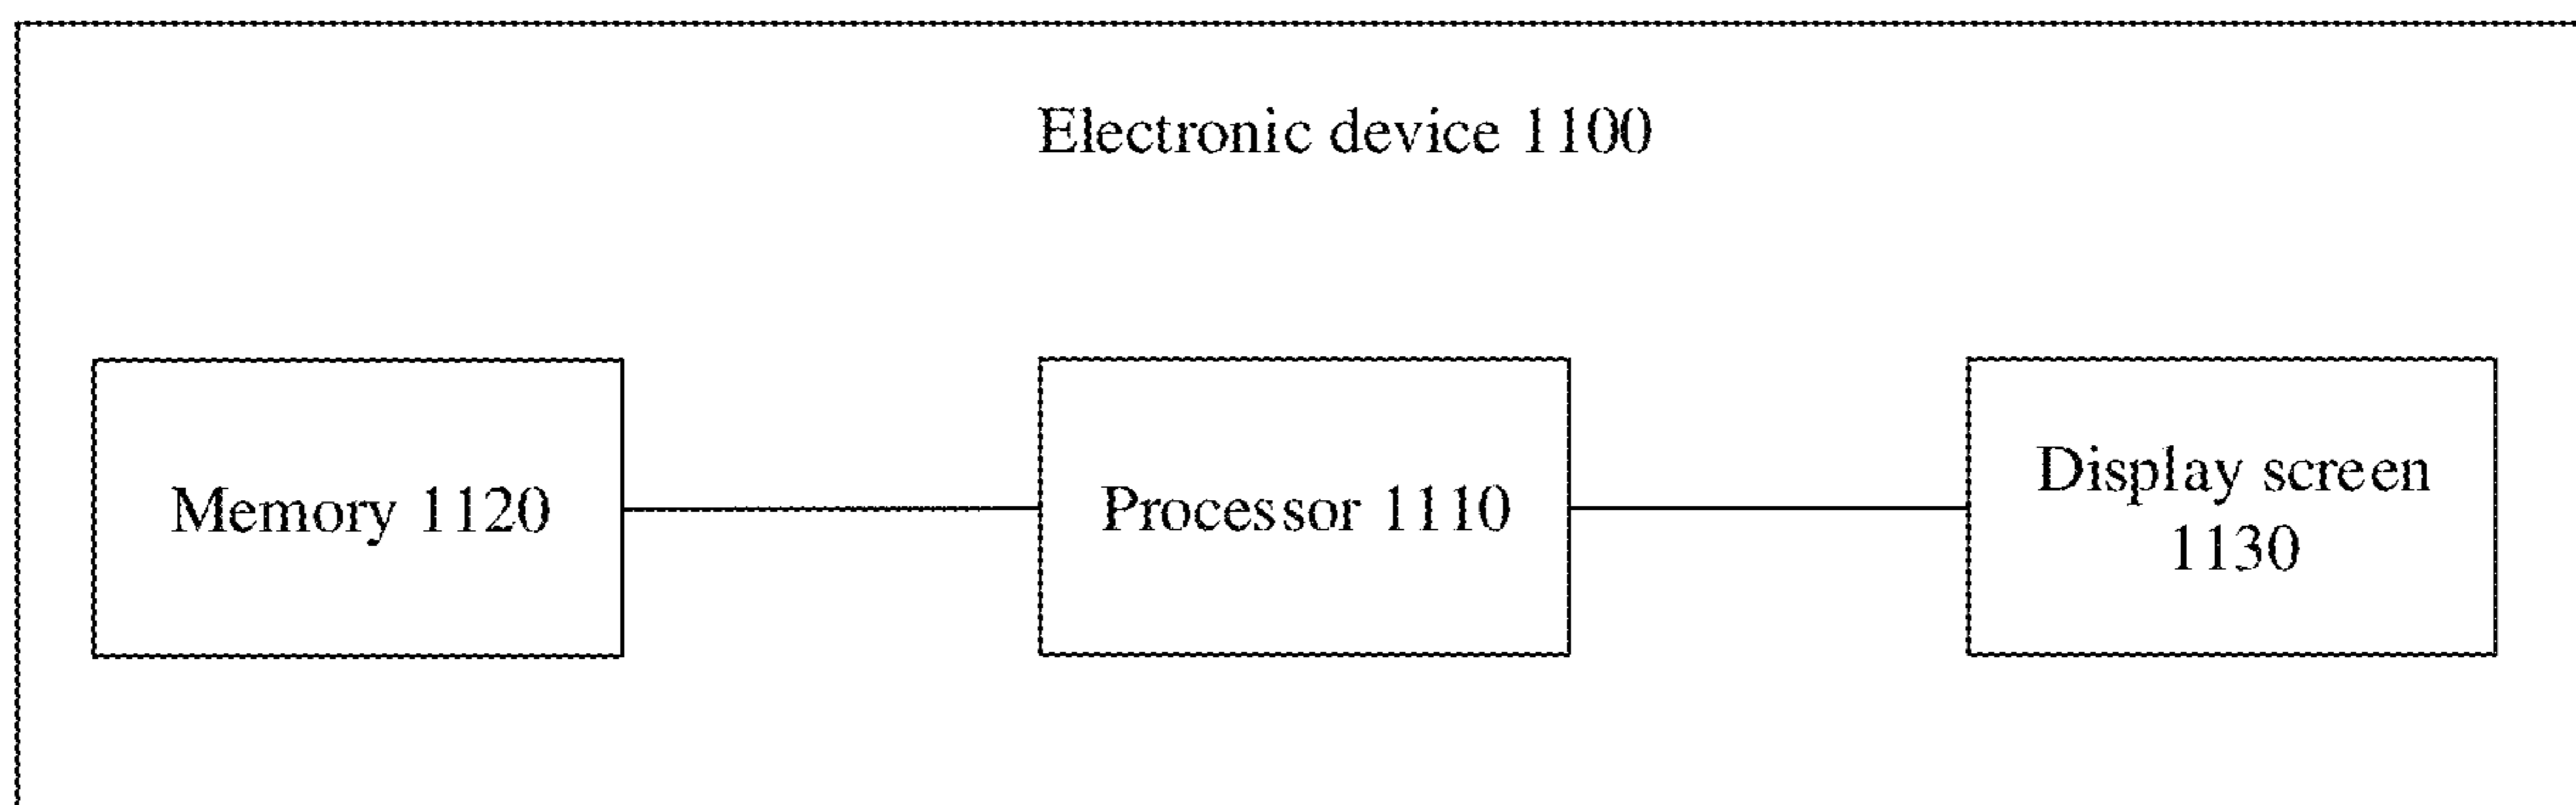 Electronic device 1100
Memory 1120
Processor 1110
Display screen
1130